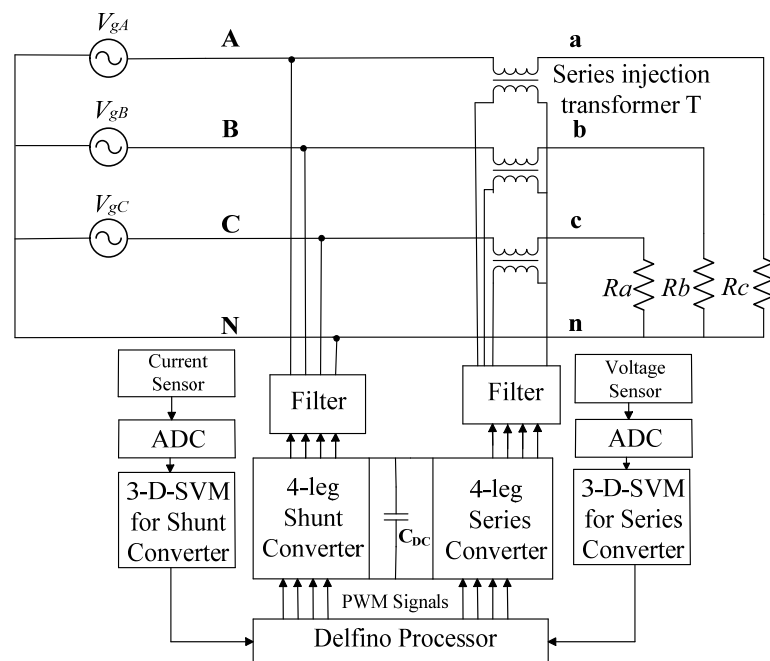 VgA
A
a
Series injection
transformer T
VgB
B
b
VgC
C
c
Ra
Rb
Rc
N
n
Current
Sensor
Filter
Filter
Voltage
Sensor
ADC
ADC
3-D-SVM
for Shunt
Converter
4-leg
Shunt
Converter
CDC
4-leg
Series
Converter
3-D-SVM
for Series
Converter
PWM Signals
Delfino Processor